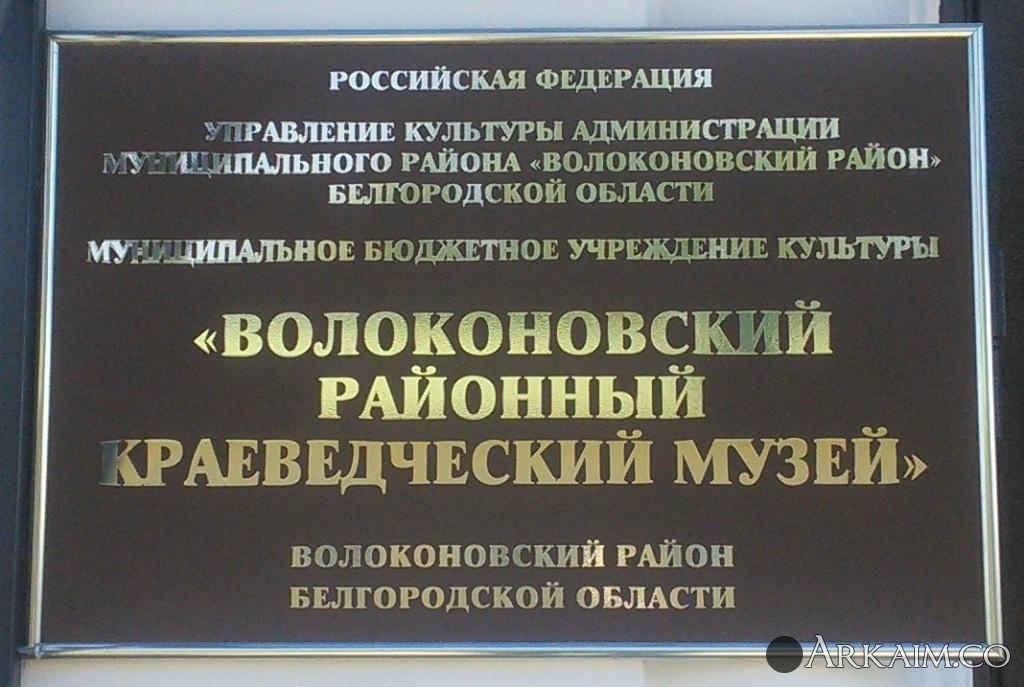 РОССИЙСКАЯ ФЕДЕРАЦИЯ
УПРАВЛЕНИЕ КУЛЬТУРЫ АДМИНИСТРАЦИИ
МУНИЦИПАЛЬНОГО РАЙОНА «ВОЛОКОНОВСКИЙ РАЙОН»
БЕЛГОРОДСКОЙ ОБЛАСТИ
МУНИЦИПАЛЬНОЕ БЮДЖЕТНОЕ УЧРЕЖДЕНИЕ КУЛЬТУРЫ
«ВОЛОКОНОВСКИЙ
РАЙОННЫЙ
КРАЕВЕДЧЕСКИЙ МУЗЕЙ»
ВОЛОКОНОВСКИЙ РАЙОН
БЕЛГОРОДСКОЙ ОБЛАСТИ
ARKAIM.CO